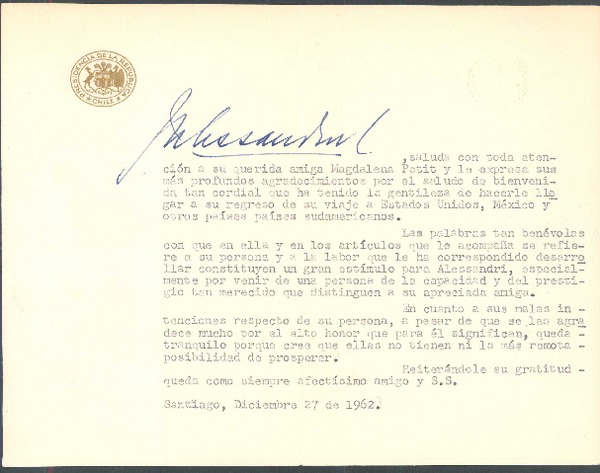 PRESIDENCIA DE LA REPUBLICA
CHILE
JAlessandri
,saluda con toda aten-
ción a su querida amiga Magdalena Petit y le expresa sus
más profundos agradecimientos por el saludo de bienveni-
da tan cordial que ha tenido la gentileza de hacerle lle
gar a su regreso de su viaje a Estados Unidos, México y
otros países países sudamericanos.
Las palabras tan benévolas
con que en ella y en los artículos que le acompaña se refie-
re a su persona y a la labor que le ha correspondido desarro
llar constituyen un gran estímulo para Alessandri, especial-
mente por venir de una persona de la capacidad y del presti-
gio tan merecido que distinguen a su apreciada amiga.
En cuanto a sus malas in-
tenciones respecto de su persona, a pesar de que se las agra
dece mucho por el alto honor que para él significan, queda-
tranquilo porque cree que ellas no tienen ni la más remota-
posibilidad de prosperar.
Reiterándole su gratitud-
queda como siempre afectísimo amigo y S.S.
Santiago, Diciembre 27 de 1962.